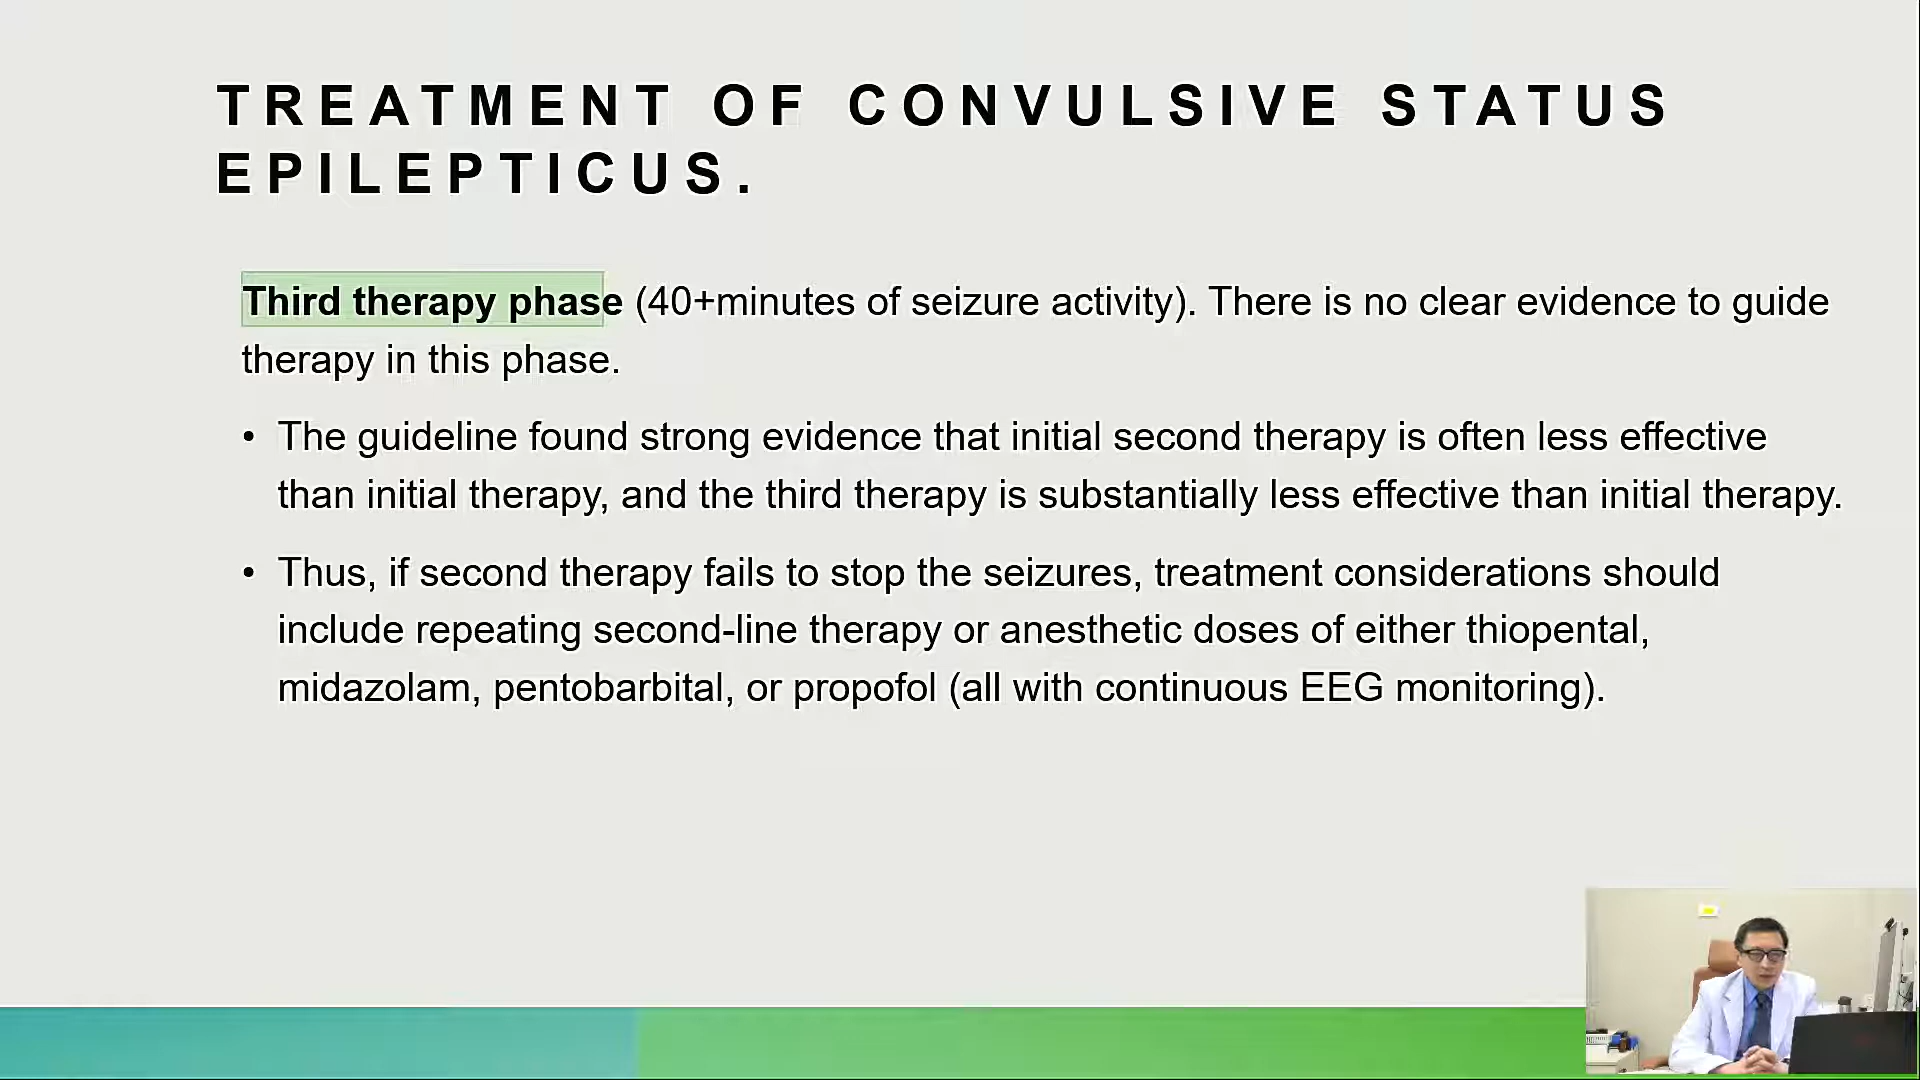 TREATMENT OF CONVULSIVE STATUS
EPILEPTICUS.
Third therapy phase (40+minutes of seizure activity). There is no clear evidence to guide
therapy in this phase.
• The guideline found strong evidence that initial second therapy is often less effective
than initial therapy, and the third therapy is substantially less effective than initial therapy.
• Thus, if second therapy fails to stop the seizures, treatment considerations should
include repeating second-line therapy or anesthetic doses of either thiopental,
midazolam, pentobarbital, or propofol (all with continuous EEG monitoring).